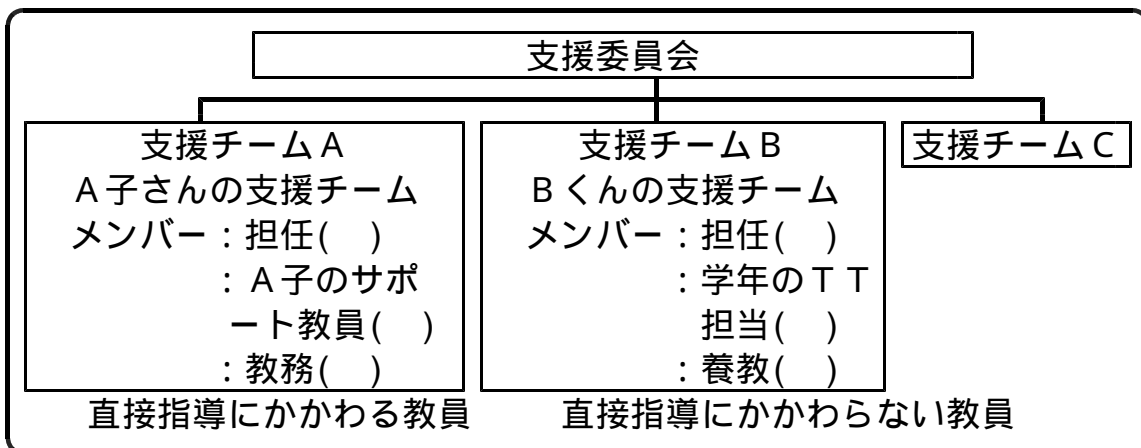 支援委員会
支援チームA
A子さんの支援チーム
メンバー：担任(　)
：A子のサポ
ート教員(　)
：教務(　)
支援チームB
Bくんの支援チーム
メンバー：担任(　)
：学年のTT
担当(　)
：養教(　)
支援チームC
直接指導にかかわる教員
直接指導にかかわらない教員